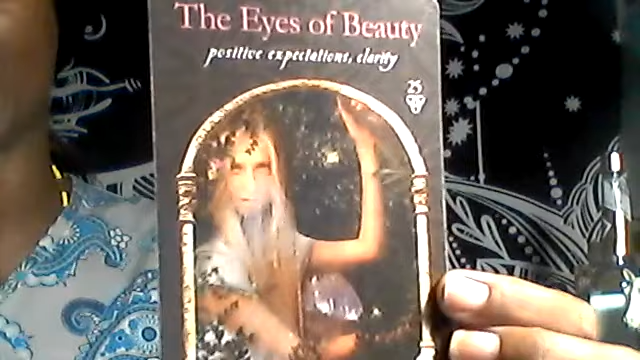 The Eyes of Beauty
positive expectations, clarity
25